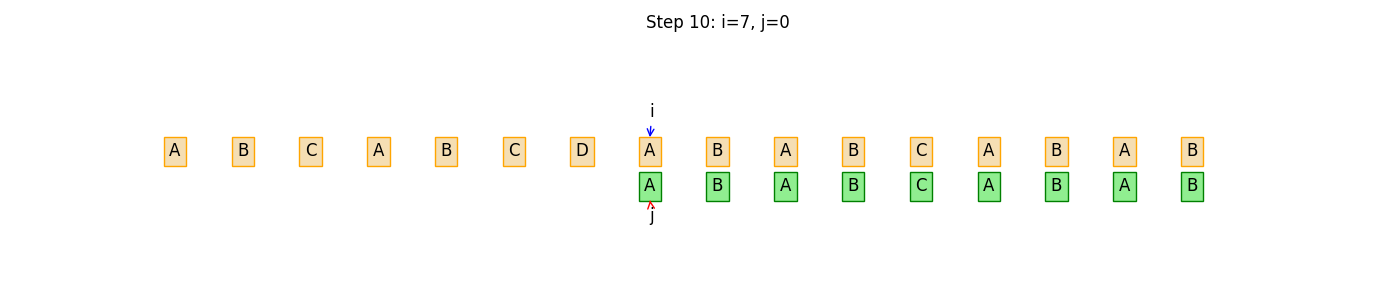 Step 10: i=7, j=0
i
A B C A B C D A B A B C A B A B
A B A B C A B A B
j